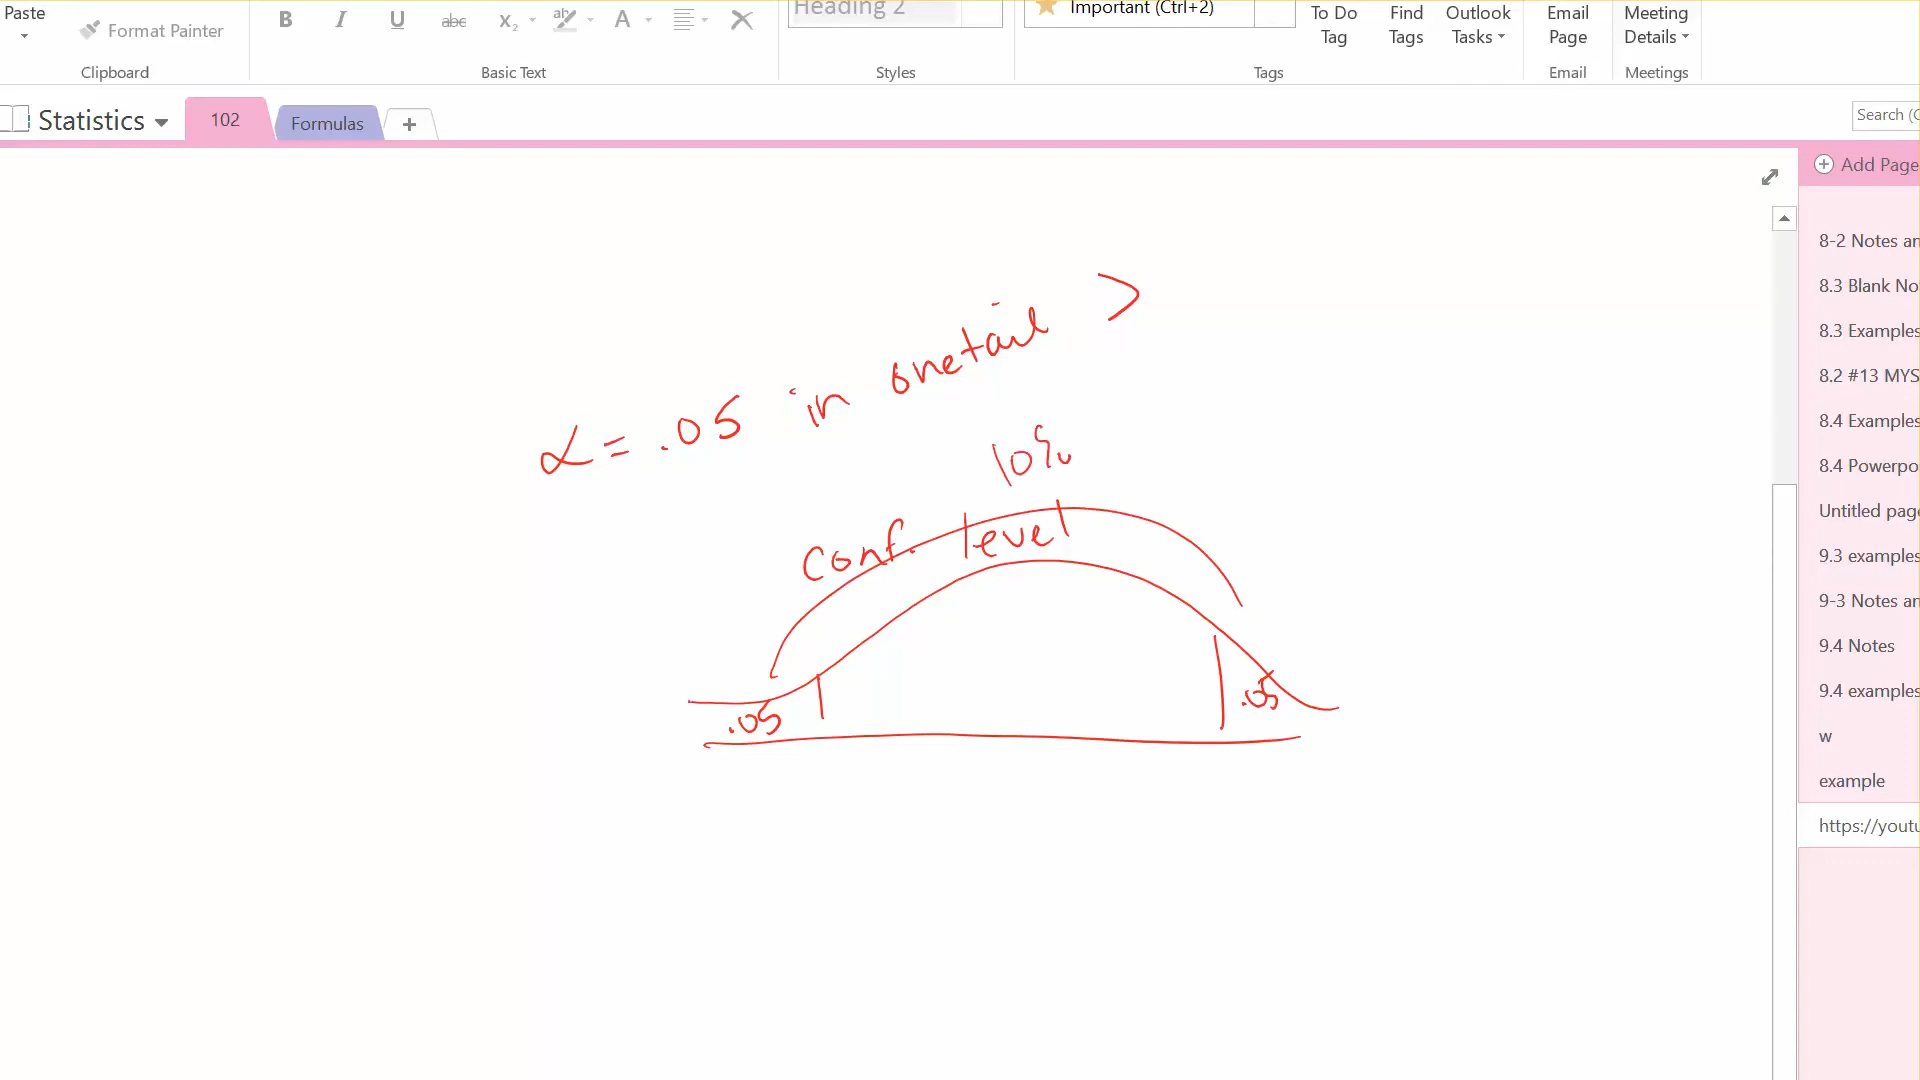 Paste
Format Painter
Clipboard
B I U abc x₂ A
Basic Text
Heading 2
Styles
Important (Ctrl+2)
To Do Tag
Find Tags
Outlook Tasks
Tags
Email Page
Email
Meeting Details
Meetings
Statistics
102
Formulas
+
Search (C
Add Page
8-2 Notes an
8.3 Blank No
8.3 Examples
8.2 #13 MYS
8.4 Examples
8.4 Powerpo
Untitled page
9.3 examples
9-3 Notes an
9.4 Notes
9.4 examples
w
example
https://youtu
α = .05 in onetail >
10%
conf. level
.05
.05